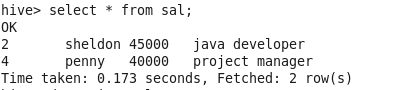 hive> select * from sal;
OK
2 sheldon 45000 java developer
4 penny 40000 project manager
Time taken: 0.173 seconds, Fetched: 2 row(s)